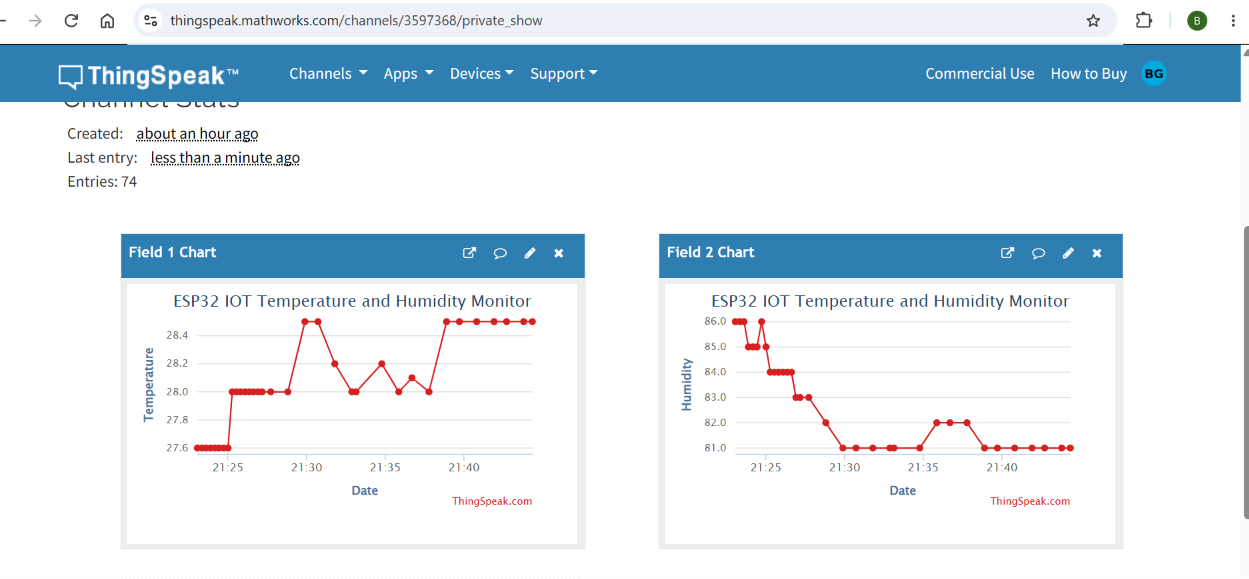 thingspeak.mathworks.com/channels/3597368/private_show
B
ThingSpeak™
Channels Apps Devices Support
Commercial Use How to Buy BG
Channel Stats
Created: about an hour ago
Last entry: less than a minute ago
Entries: 74
Field 1 Chart
ESP32 IOT Temperature and Humidity Monitor
Temperature
28.4
28.2
28.0
27.8
27.6
21:25 21:30 21:35 21:40
Date
ThingSpeak.com
Field 2 Chart
ESP32 IOT Temperature and Humidity Monitor
Humidity
86.0
85.0
84.0
83.0
82.0
81.0
21:25 21:30 21:35 21:40
Date
ThingSpeak.com